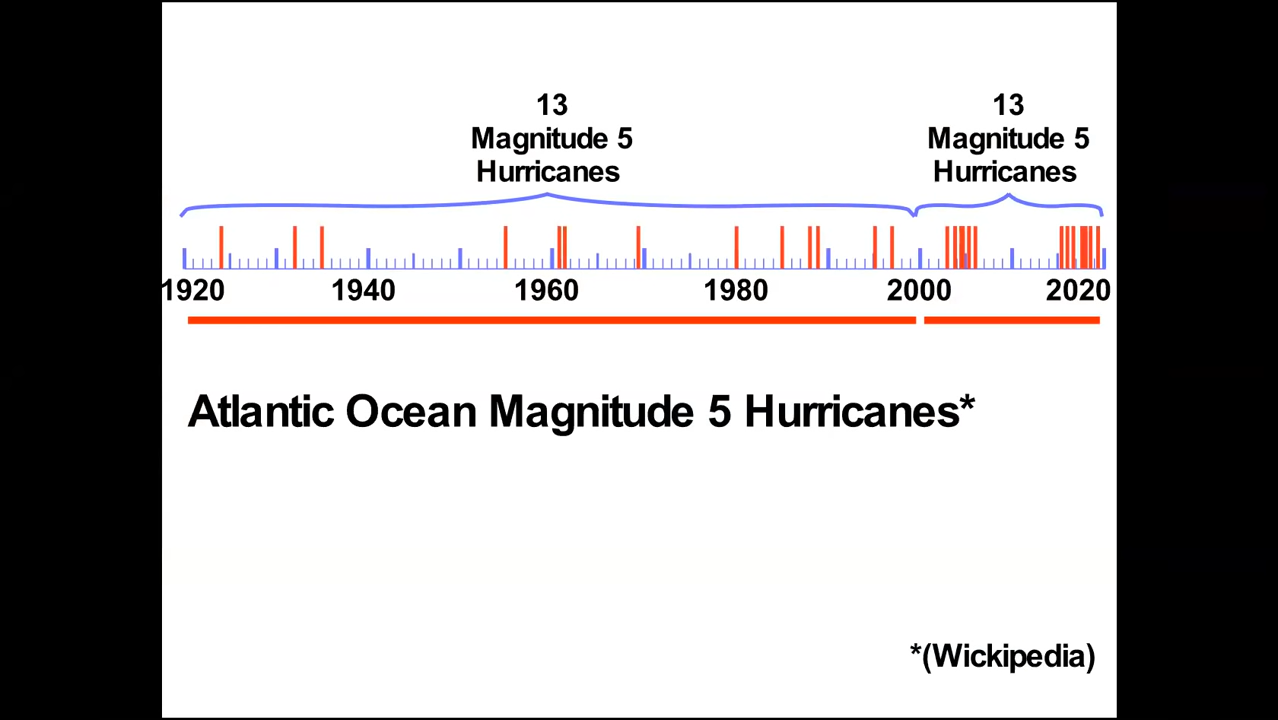 13
Magnitude 5
Hurricanes
13
Magnitude 5
Hurricanes
1920 1940 1960 1980 2000 2020
Atlantic Ocean Magnitude 5 Hurricanes*
*(Wickipedia)